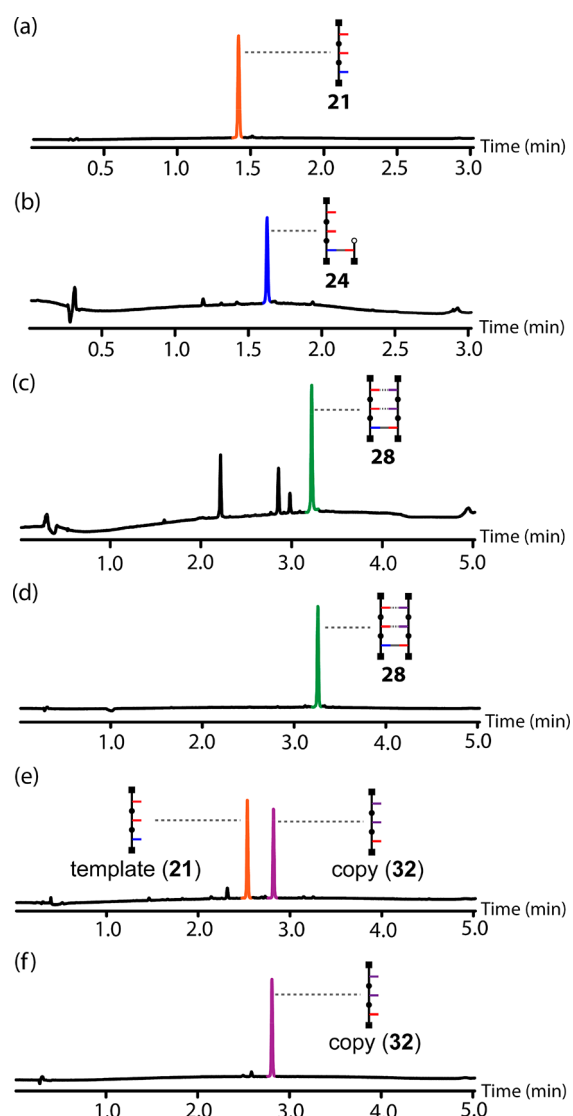 (a)
21
Time (min)
0.5 1.0 1.5 2.0 2.5 3.0
(b)
24
Time (min)
0.5 1.0 1.5 2.0 2.5 3.0
(c)
28
Time (min)
1.0 2.0 3.0 4.0 5.0
(d)
28
Time (min)
1.0 2.0 3.0 4.0 5.0
(e)
template (21) copy (32)
Time (min)
1.0 2.0 3.0 4.0 5.0
(f)
copy (32)
Time (min)
1.0 2.0 3.0 4.0 5.0